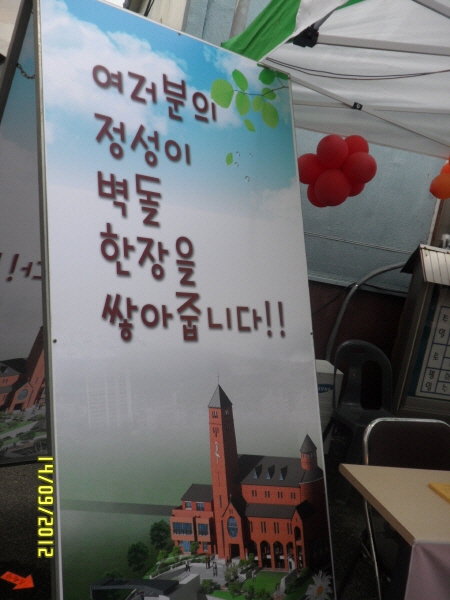 여러분의
정성이
벽돌
한장을
쌓아줍니다!!
14/09/2012